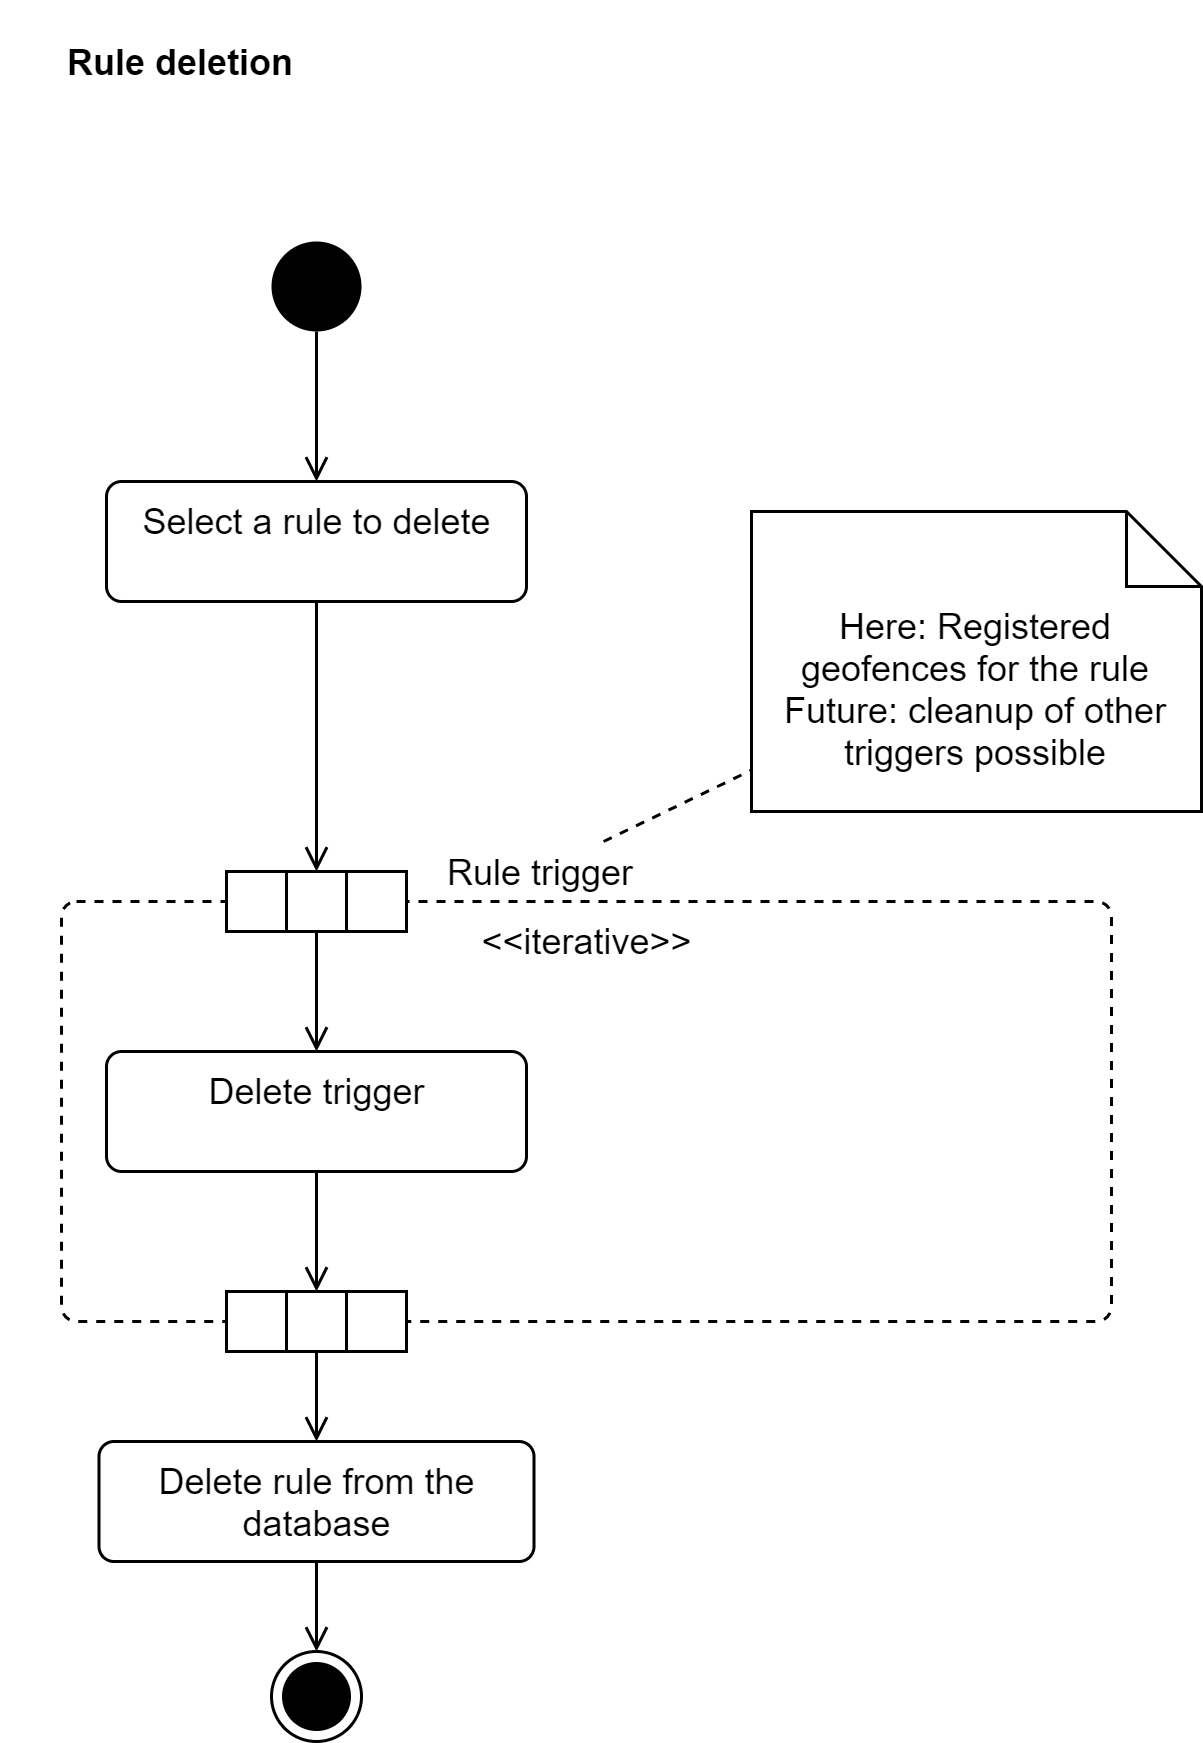 Rule deletion
Select a rule to delete
Here: Registered
geofences for the rule
Future: cleanup of other
triggers possible
Rule trigger
<<iterative>>
Delete trigger
Delete rule from the
database